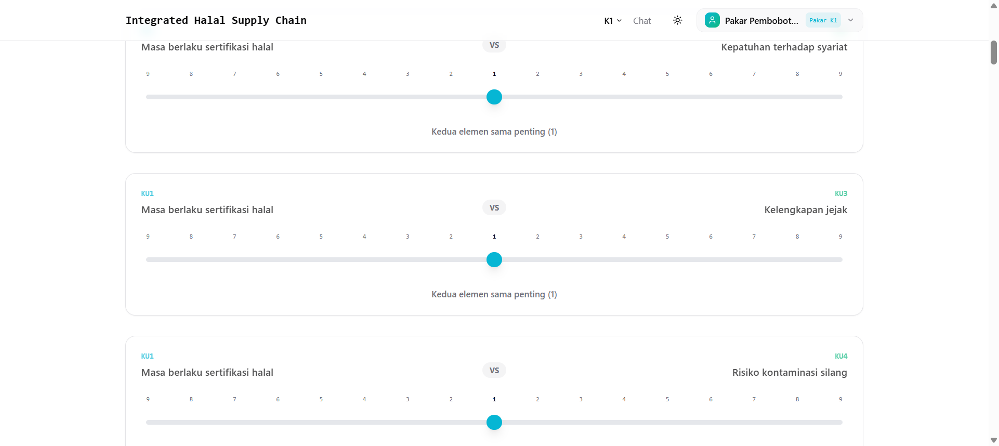 Integrated Halal Supply Chain
K1
Chat
Pakar Pembobot...
Pakar K1
Masa berlaku sertifikasi halal
VS
Kepatuhan terhadap syariat
9 8 7 6 5 4 3 2 1 2 3 4 5 6 7 8 9
Kedua elemen sama penting (1)
KU1
KU3
Masa berlaku sertifikasi halal
VS
Kelengkapan jejak
9 8 7 6 5 4 3 2 1 2 3 4 5 6 7 8 9
Kedua elemen sama penting (1)
KU1
KU4
Masa berlaku sertifikasi halal
VS
Risiko kontaminasi silang
9 8 7 6 5 4 3 2 1 2 3 4 5 6 7 8 9